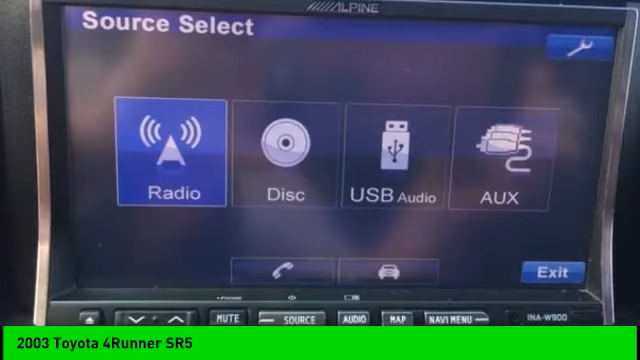 ALPINE
Source Select
Radio
Disc
USB Audio
AUX
Exit
PHONE
MUTE
SOURCE
AUDIO
MAP
NAVI MENU
INA-W900
2003 Toyota 4Runner SR5